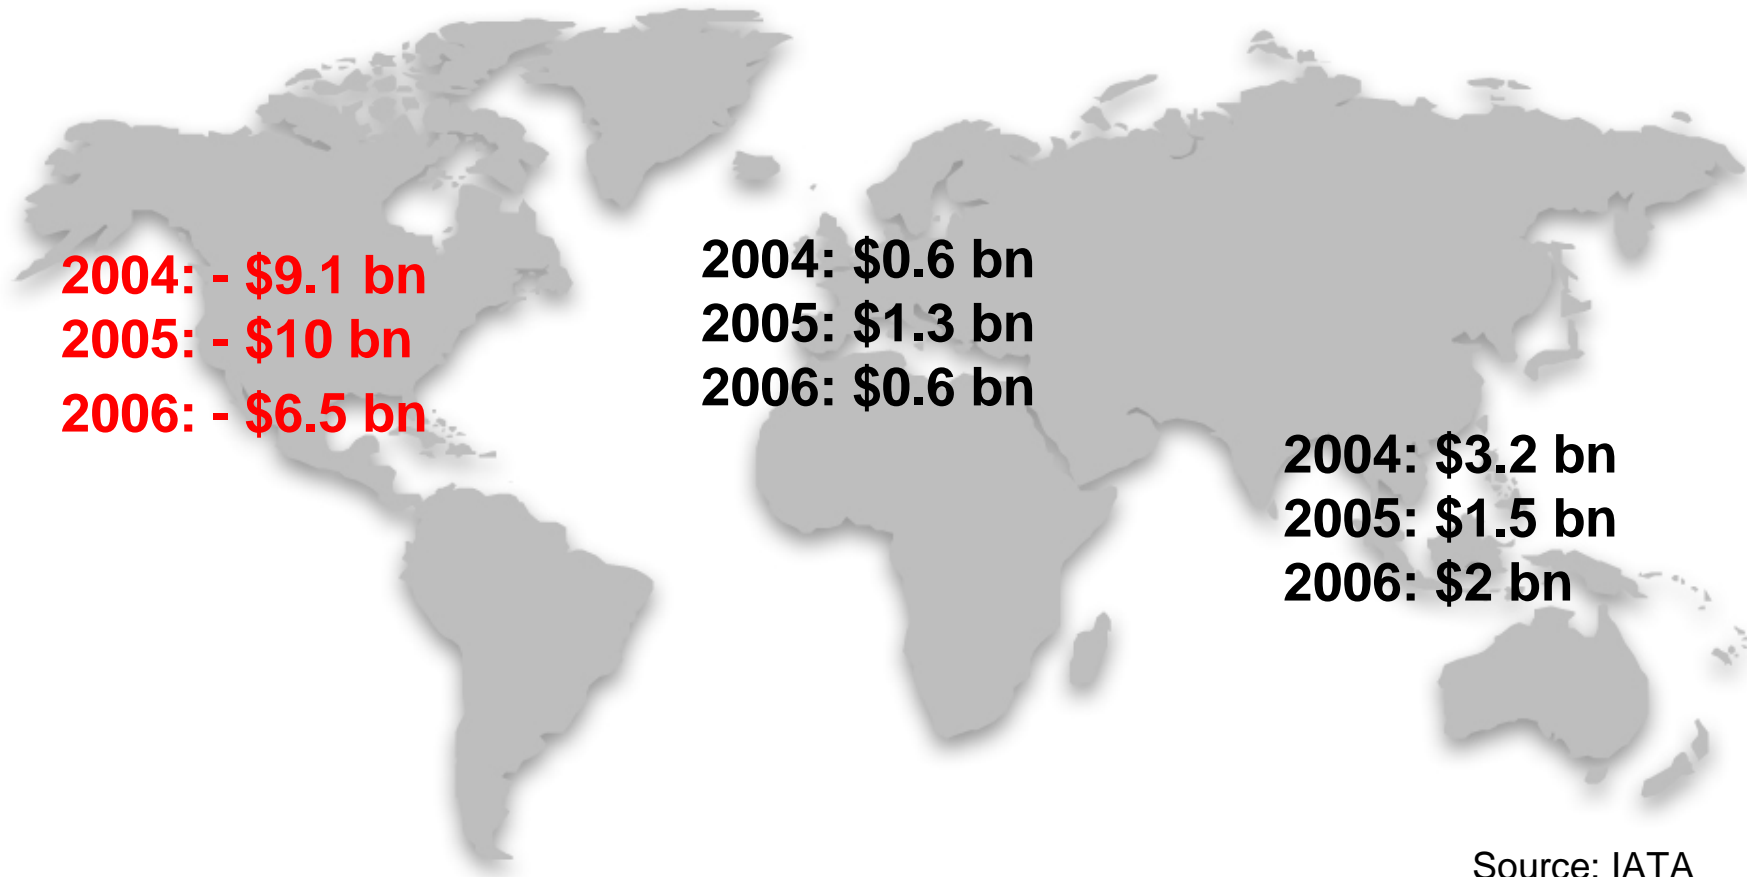 2004: - $9.1 bn
2005: - $10 bn
2006: - $6.5 bn
2004: $0.6 bn
2005: $1.3 bn
2006: $0.6 bn
2004: $3.2 bn
2005: $1.5 bn
2006: $2 bn
Source: IATA